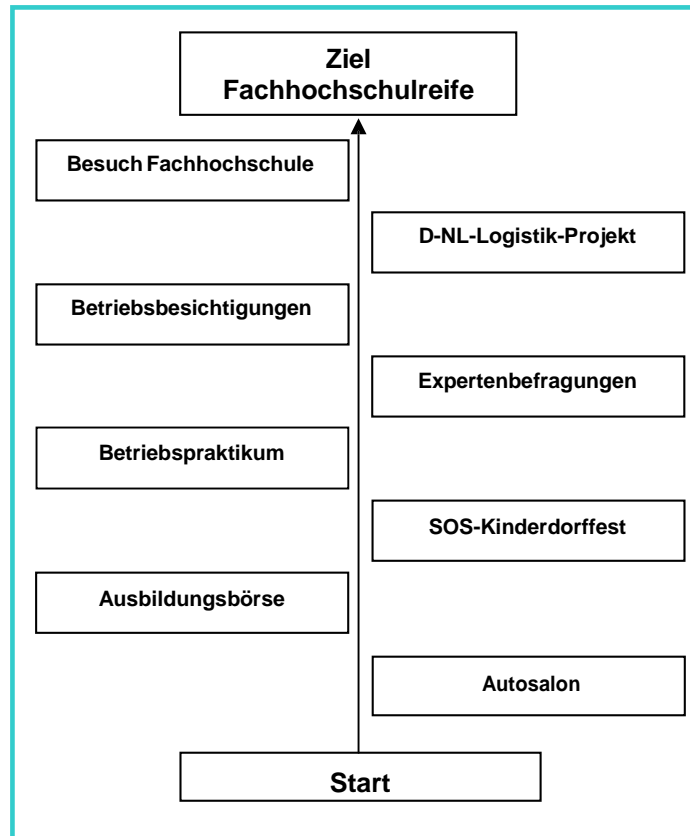 Ziel
Fachhochschulreife
Besuch Fachhochschule
D-NL-Logistik-Projekt
Betriebsbesichtigungen
Expertenbefragungen
Betriebspraktikum
SOS-Kinderdorffest
Ausbildungsbörse
Autosalon
Start